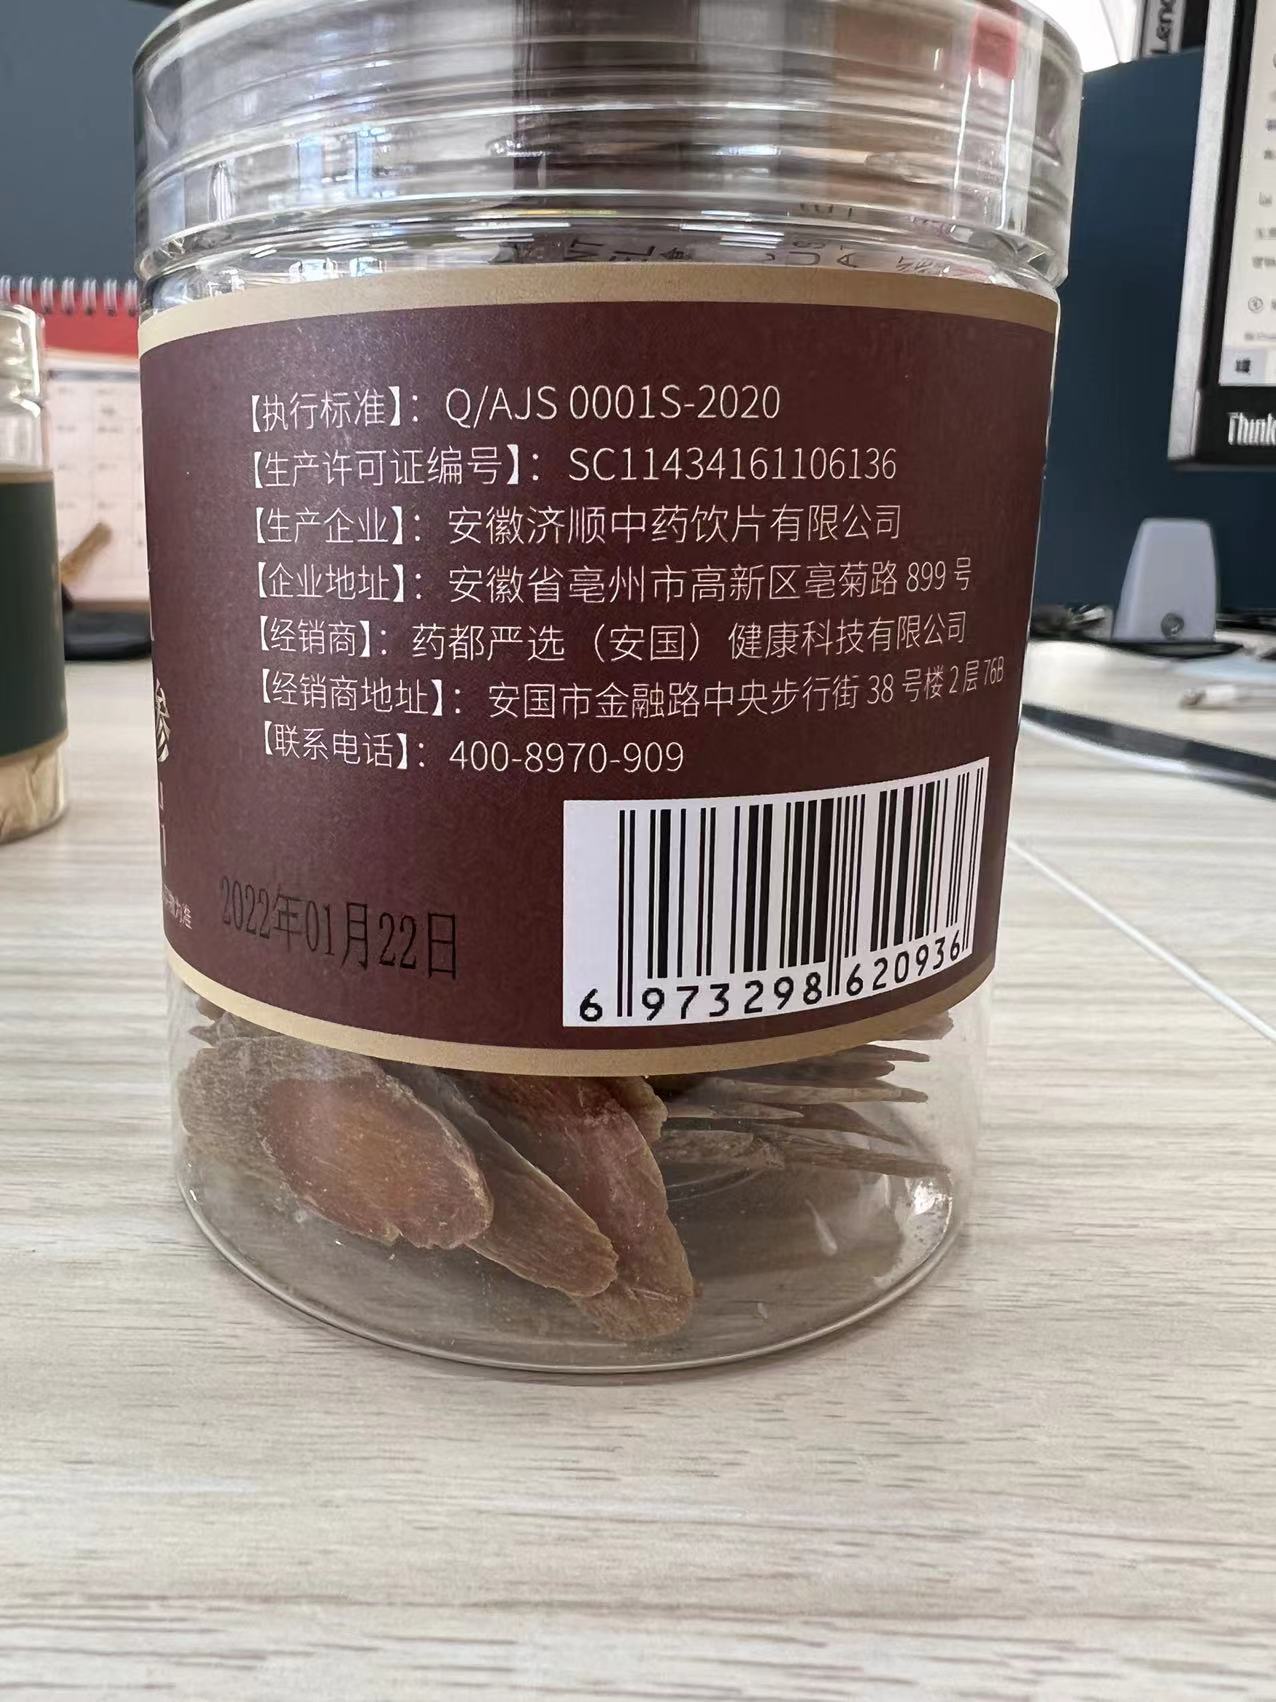 【执行标准】：Q/AJS 0001S-2020
【生产许可证编号】：SC11434161106136
【生产企业】：安徽济顺中药饮片有限公司
【企业地址】：安徽省亳州市高新区亳菊路 899 号
【经销商】：药都严选（安国）健康科技有限公司
【经销商地址】：安国市金融路中央步行街 38 号楼 2 层 76B
【联系电话】：400-8970-909
参
2022年01月22日
6 973298 620936
Think
Leno